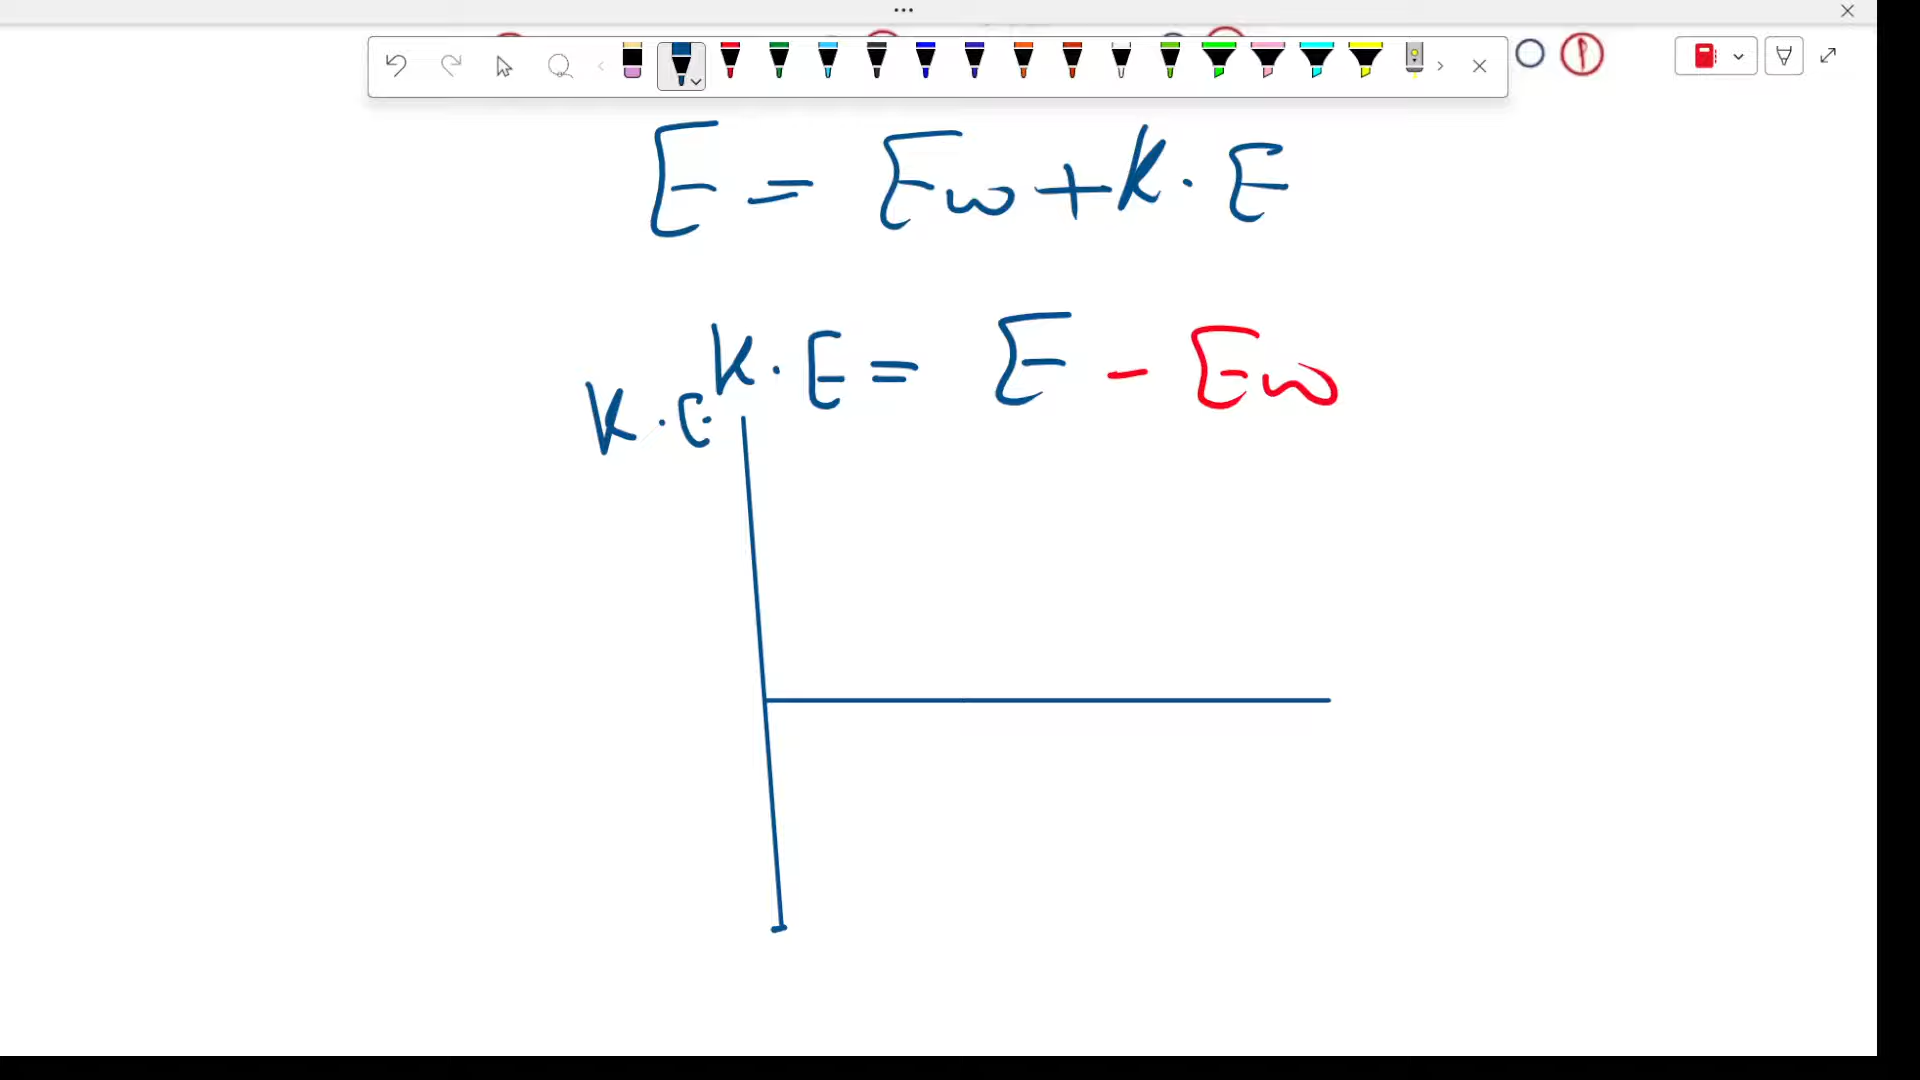 E = Ew + K · E
K · E = E - Ew
K · E